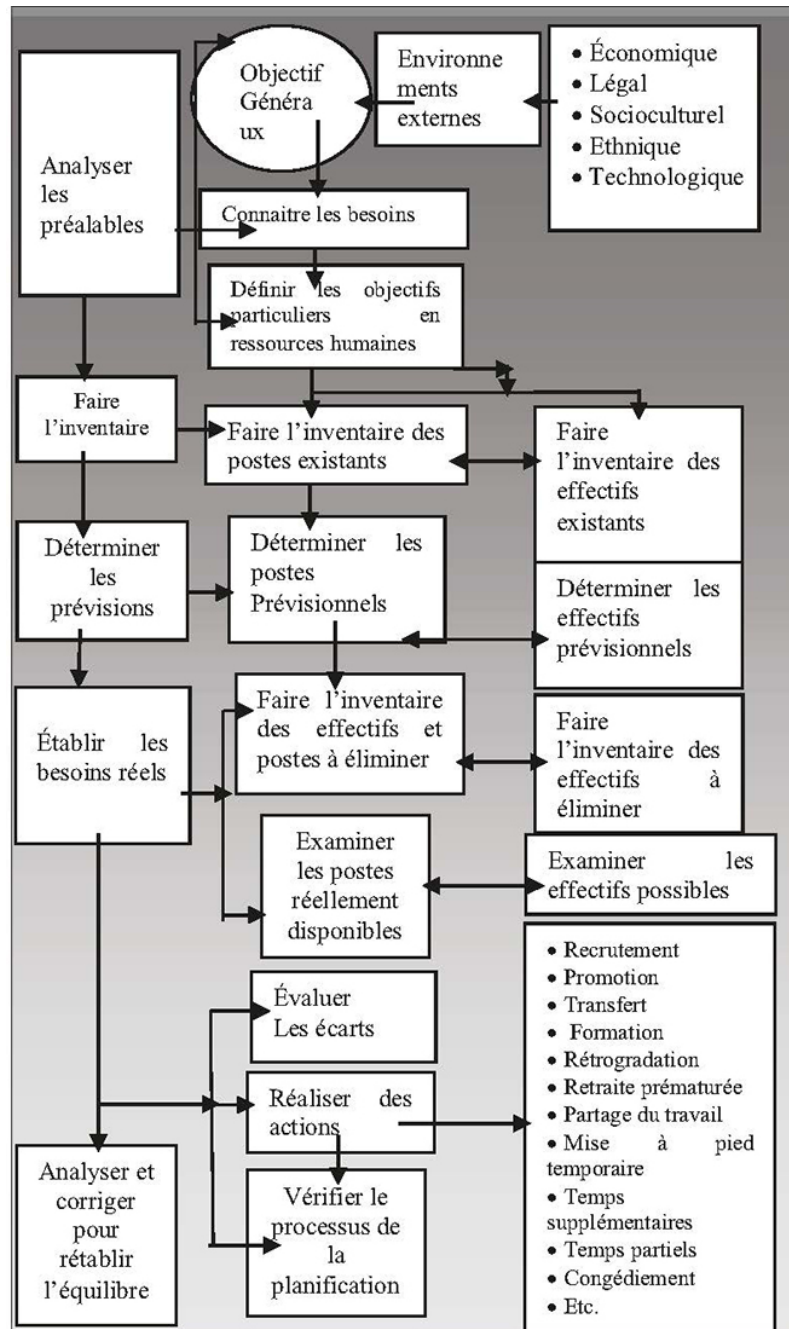 Objectif
Généra
ux
Environne
ments
externes
• Économique
• Légal
• Socioculturel
• Ethnique
• Technologique
Analyser
les
préalables
Connaitre les besoins
Définir les objectifs
particuliers en
ressources humaines
Faire
l'inventaire
Faire l'inventaire des
postes existants
Faire
l'inventaire des
effectifs
existants
Déterminer
les
prévisions
Déterminer les
postes
Prévisionnels
Déterminer les
effectifs
prévisionnels
Établir les
besoins réels
Faire l'inventaire
des effectifs et
postes à éliminer
Faire
l'inventaire des
effectifs à
éliminer
Examiner
les postes
réellement
disponibles
Examiner les
effectifs possibles
Évaluer
Les écarts
Réaliser des
actions
• Recrutement
• Promotion
• Transfert
• Formation
• Rétrogradation
• Retraite prématurée
• Partage du travail
• Mise à pied
temporaire
• Temps
supplémentaires
• Temps partiels
• Congédiement
• Etc.
Analyser et
corriger
pour
rétablir
l'équilibre
Vérifier le
processus de
la
planification